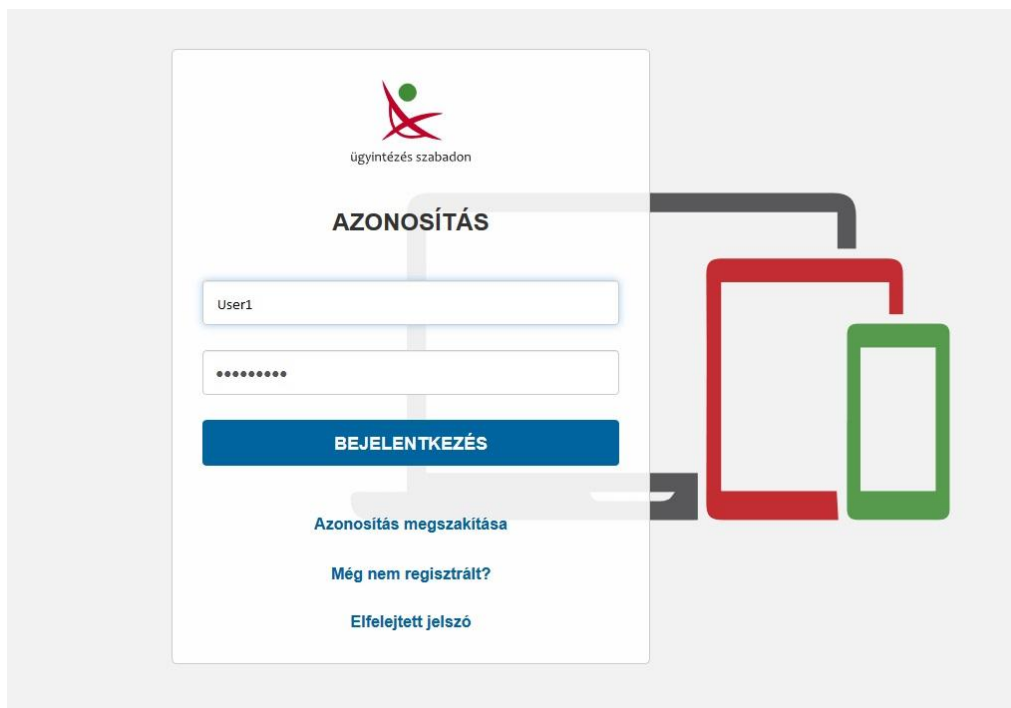 ügyintézés szabadon
AZONOSÍTÁS
User1
BEJELENTKEZÉS
Azonosítás megszakítása
Még nem regisztrált?
Elfelejtett jelszó